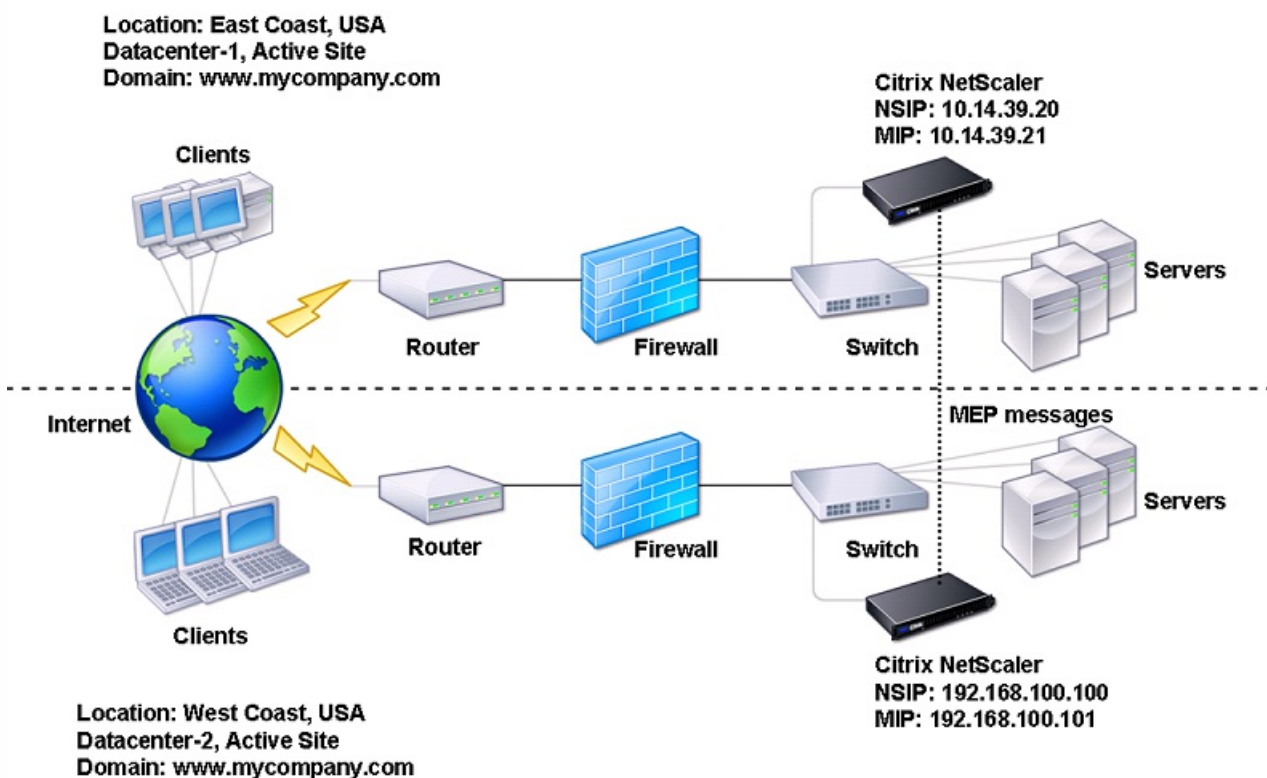 Location: East Coast, USA
Datacenter-1, Active Site
Domain: www.mycompany.com
Citrix NetScaler
NSIP: 10.14.39.20
MIP: 10.14.39.21
Clients
Servers
Router
Firewall
Switch
Internet
MEP messages
Servers
Router
Firewall
Switch
Clients
Citrix NetScaler
NSIP: 192.168.100.100
MIP: 192.168.100.101
Location: West Coast, USA
Datacenter-2, Active Site
Domain: www.mycompany.com